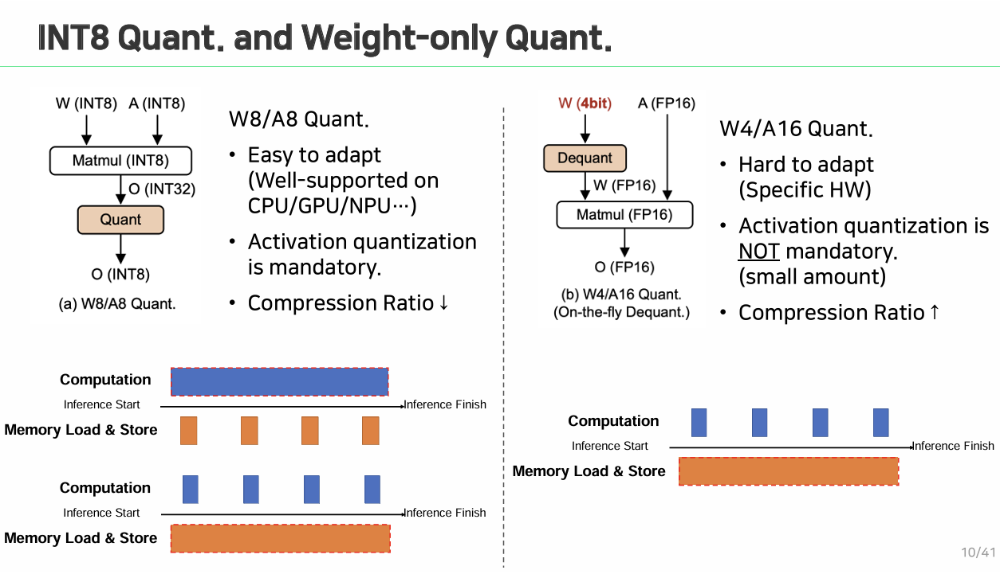 INT8 Quant. and Weight-only Quant.
W (INT8) A (INT8)
Matmul (INT8)
O (INT32)
Quant
O (INT8)
(a) W8/A8 Quant.
W8/A8 Quant.
• Easy to adapt
(Well-supported on
CPU/GPU/NPU…)
• Activation quantization
is mandatory.
• Compression Ratio ↓
Computation
Inference Start
Inference Finish
Memory Load & Store
Computation
Inference Start
Inference Finish
Memory Load & Store
W (4bit) A (FP16)
Dequant
W (FP16)
Matmul (FP16)
O (FP16)
(b) W4/A16 Quant.
(On-the-fly Dequant.)
W4/A16 Quant.
• Hard to adapt
(Specific HW)
• Activation quantization is
NOT mandatory.
(small amount)
• Compression Ratio ↑
Computation
Inference Start
Inference Finish
Memory Load & Store
10/41